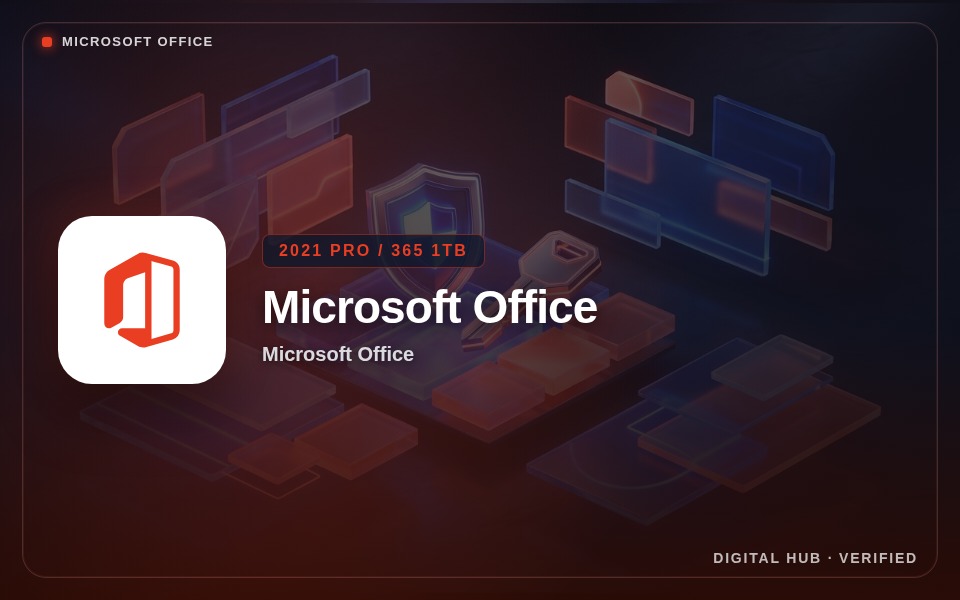 MICROSOFT OFFICE
2021 PRO / 365 1TB
Microsoft Office
Microsoft Office
DIGITAL HUB · VERIFIED